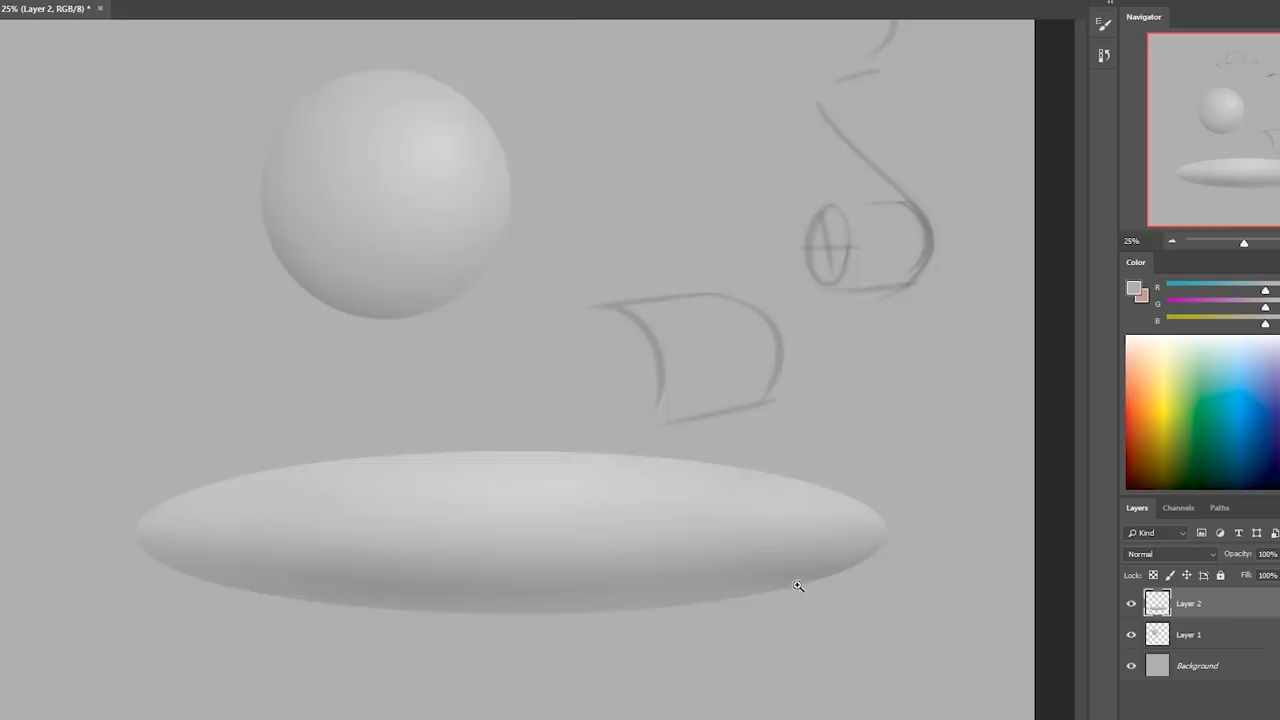 25% (Layer 2, RGB/8) * ×
Navigator
25%
Color
R
G
B
Layers Channels Paths
Kind
Normal Opacity: 100%
Lock: Fill: 100%
Layer 2
Layer 1
Background